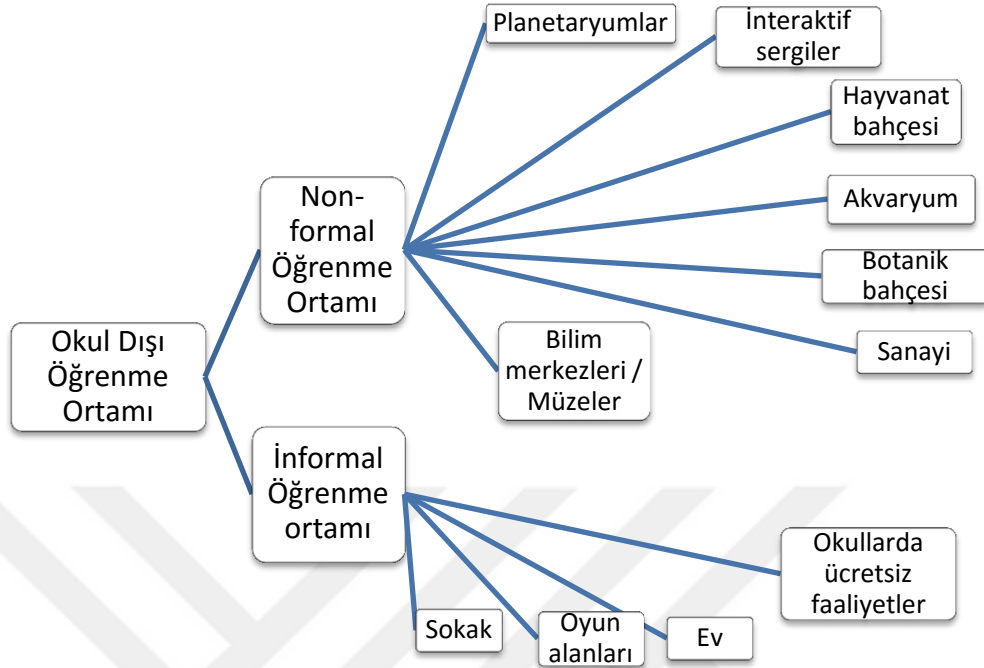 Planetaryumlar
İnteraktif
sergiler
Hayvanat
bahçesi
Non-
formal
Öğrenme
Ortamı
Akvaryum
Botanik
bahçesi
Okul Dışı
Öğrenme
Ortamı
Bilim
merkezleri /
Müzeler
Sanayi
İnformal
Öğrenme
ortamı
Okullarda
ücretsiz
faaliyetler
Sokak
Oyun
alanları
Ev